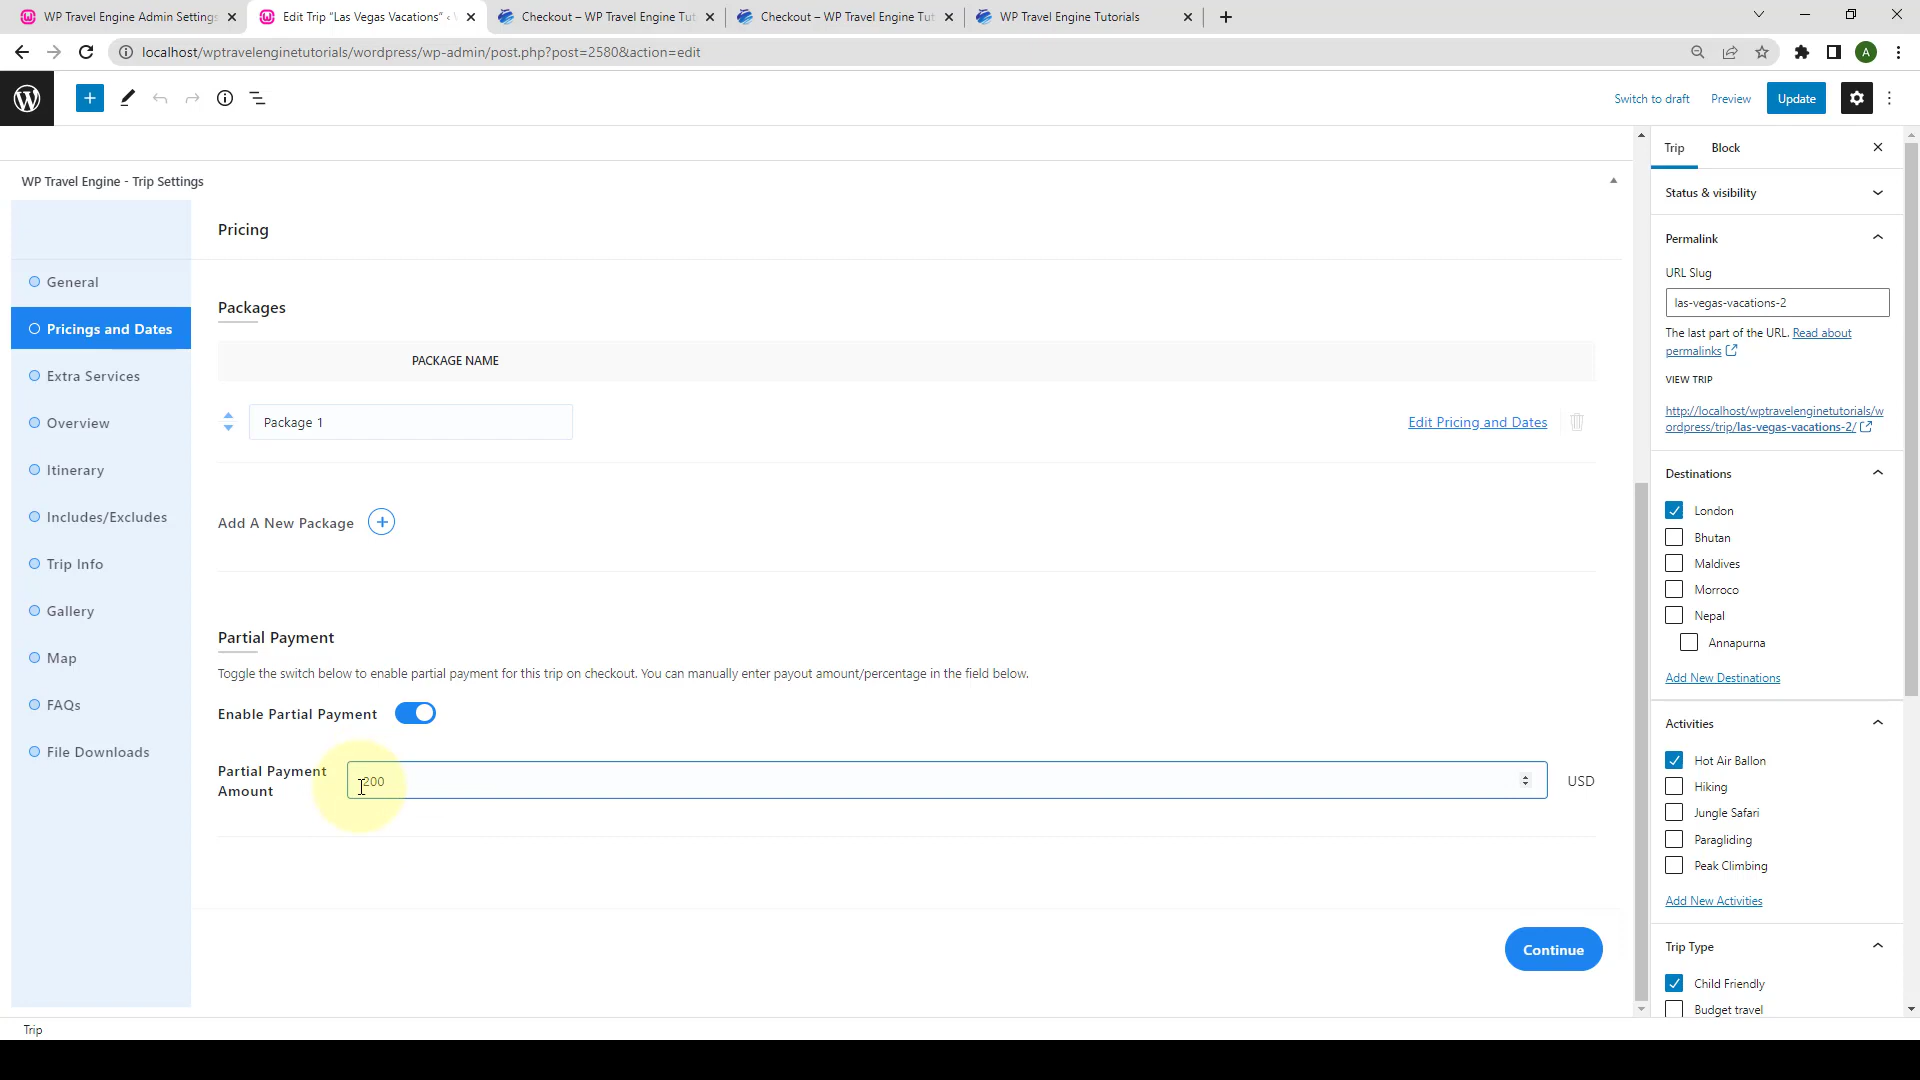 WP Travel Engine Admin Settings
Edit Trip “Las Vegas Vacations” ‹
Checkout – WP Travel Engine Tut
Checkout – WP Travel Engine Tut
WP Travel Engine Tutorials
localhost/wptravelenginetutorials/wordpress/wp-admin/post.php?post=2580&action=edit
A
Switch to draft
Preview
Update
WP Travel Engine - Trip Settings
General
Pricings and Dates
Extra Services
Overview
Itinerary
Includes/Excludes
Trip Info
Gallery
Map
FAQs
File Downloads
Pricing
Packages
PACKAGE NAME
Package 1
Edit Pricing and Dates
Add A New Package
Partial Payment
Toggle the switch below to enable partial payment for this trip on checkout. You can manually enter payout amount/percentage in the field below.
Enable Partial Payment
Partial Payment
Amount
200
USD
Continue
Trip
Block
Status & visibility
Permalink
URL Slug
las-vegas-vacations-2
The last part of the URL. Read about
permalinks
VIEW TRIP
http://localhost/wptravelenginetutorials/w
ordpress/trip/las-vegas-vacations-2/
Destinations
London
Bhutan
Maldives
Morroco
Nepal
Annapurna
Add New Destinations
Activities
Hot Air Ballon
Hiking
Jungle Safari
Paragliding
Peak Climbing
Add New Activities
Trip Type
Child Friendly
Budget travel
Trip